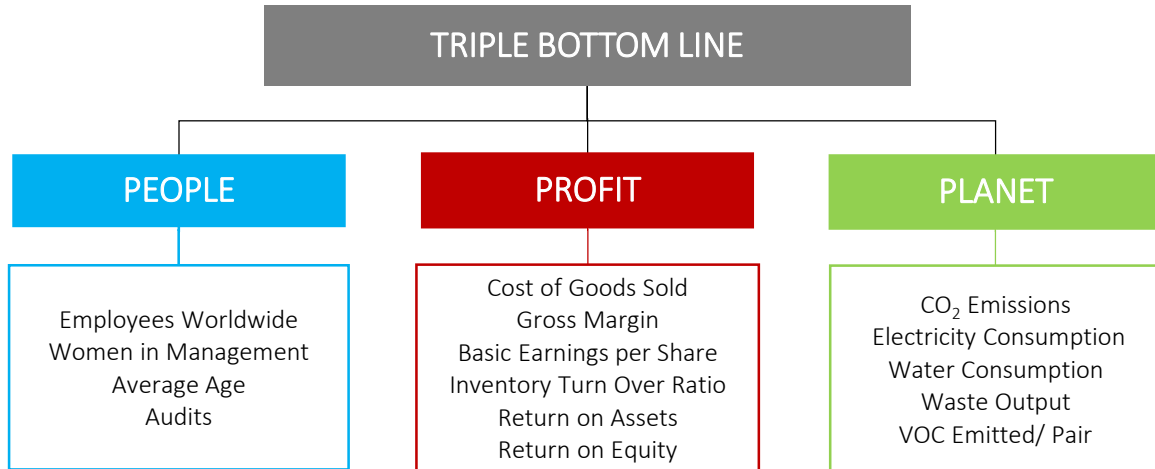 TRIPLE BOTTOM LINE
PEOPLE
PROFIT
PLANET
Employees Worldwide
Women in Management
Average Age
Audits
Cost of Goods Sold
Gross Margin
Basic Earnings per Share
Inventory Turn Over Ratio
Return on Assets
Return on Equity
CO₂ Emissions
Electricity Consumption
Water Consumption
Waste Output
VOC Emitted/ Pair